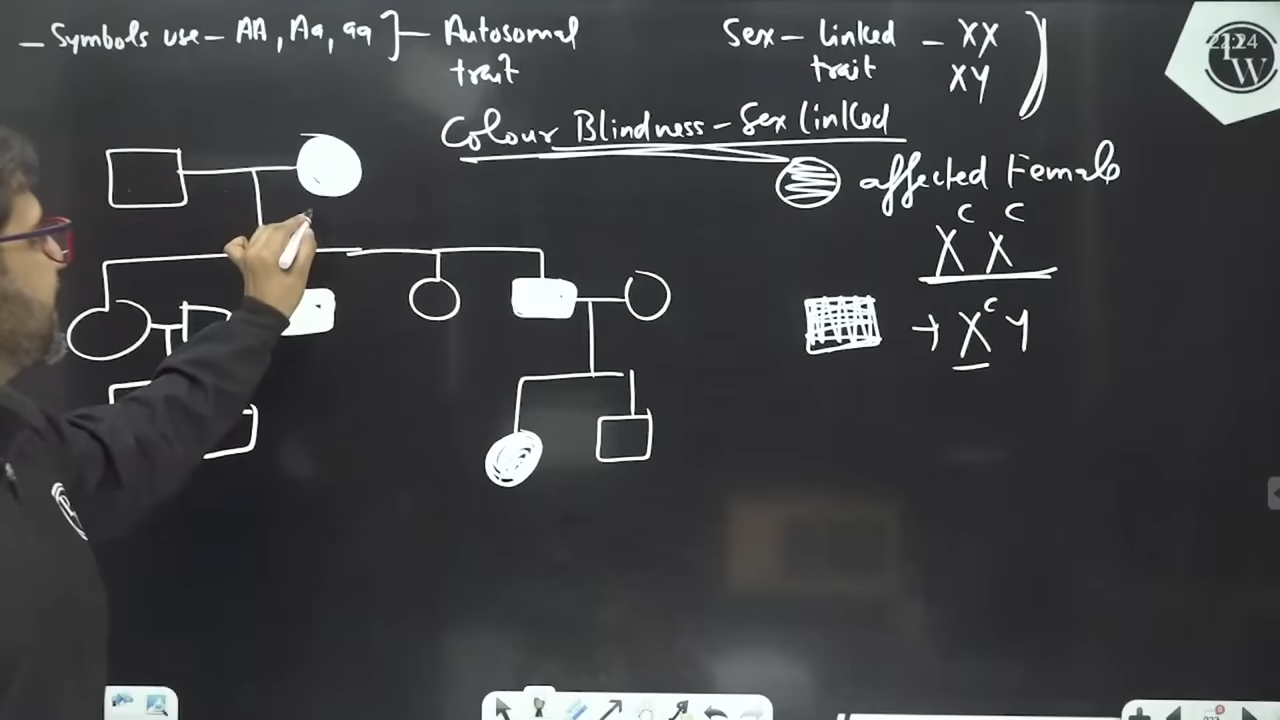 – Symbols use – AA, Aa, aa ]– Autosomal
trait
Sex – linked – XX
trait XY
Colour Blindness – Sex linked
affected Female
X^C X^C
→ X^C Y
W